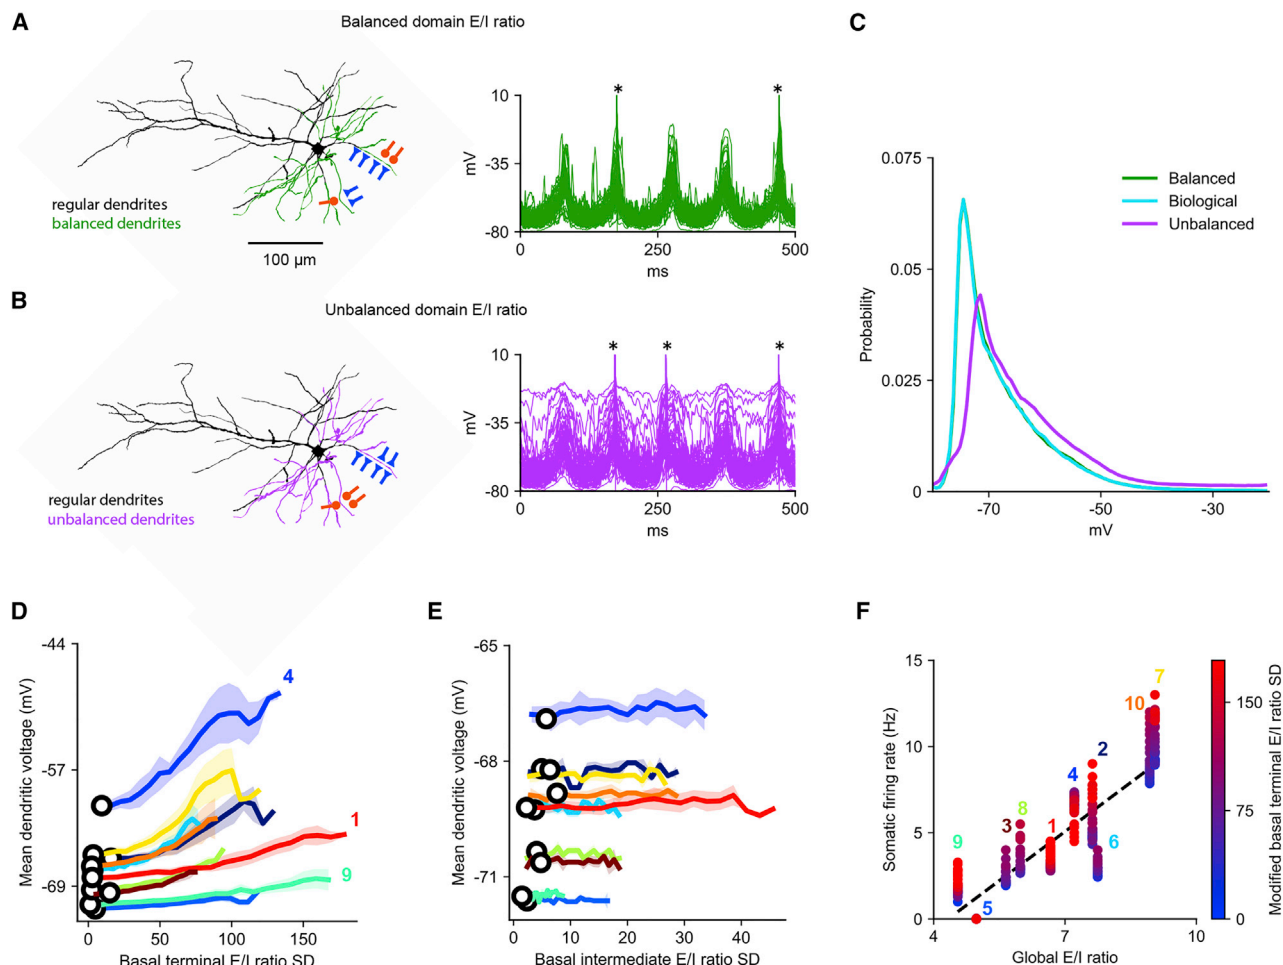 A
Balanced domain E/I ratio
regular dendrites
balanced dendrites
100 µm
10
-35
-80
mV
*
*
0
250
500
ms
B
Unbalanced domain E/I ratio
regular dendrites
unbalanced dendrites
10
-35
-80
mV
*
*
*
0
250
500
ms
C
0.075
0.05
0.025
0
Probability
Balanced
Biological
Unbalanced
-70
-50
-30
mV
D
-44
-57
-69
Mean dendritic voltage (mV)
4
1
9
0
50
100
150
Basal terminal E/I ratio SD
E
-65
-68
-71
Mean dendritic voltage (mV)
0
10
20
30
40
Basal intermediate E/I ratio SD
F
15
10
5
0
Somatic firing rate (Hz)
9
5
3
8
1
4
2
6
10
7
4
7
10
Global E/I ratio
150
75
0
Modified basal terminal E/I ratio SD